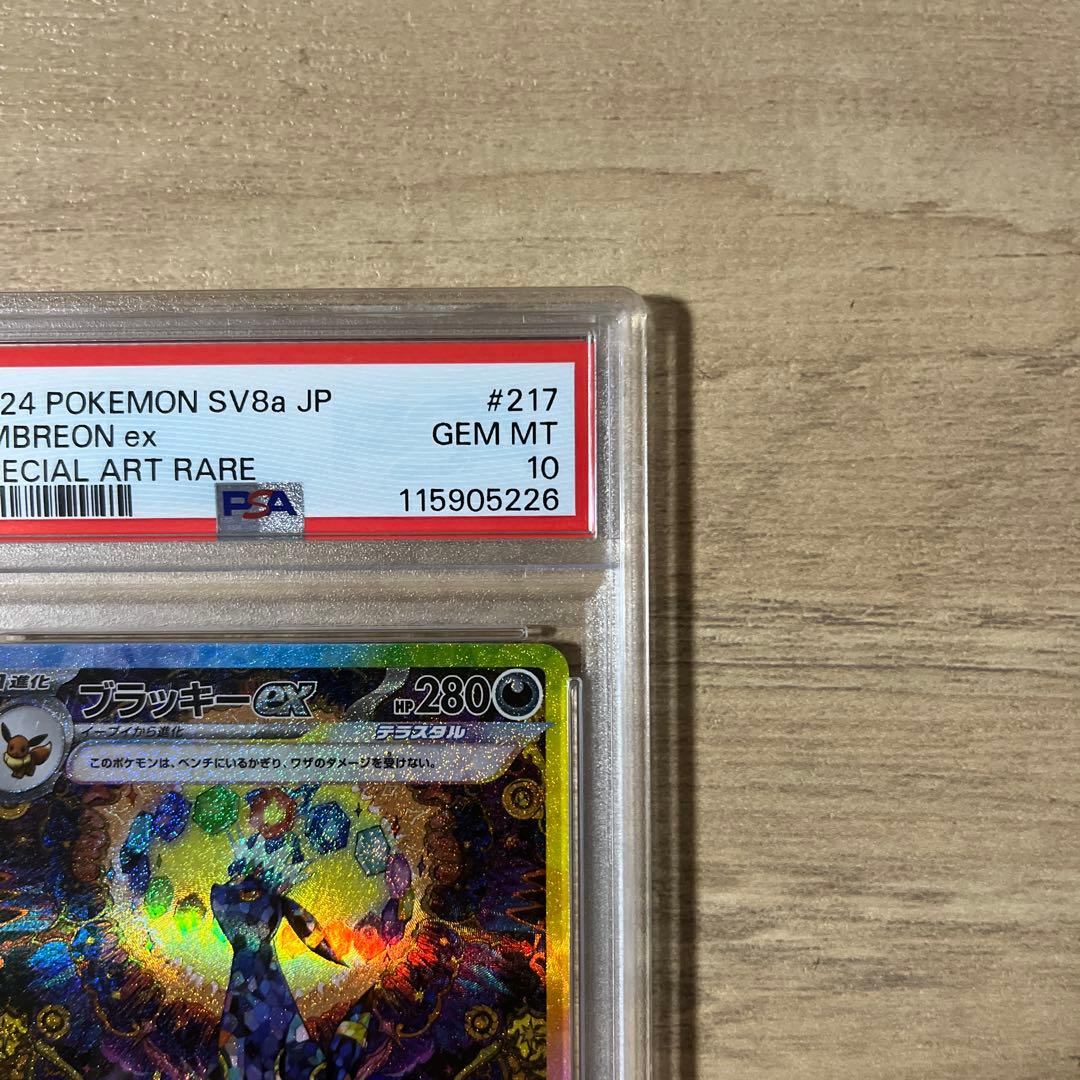 24 POKEMON SV8a JP #217
MBREON ex GEM MT
ECIAL ART RARE 10
PSA 115905226
進化 ブラッキーex HP 280
イーブイから進化 テラスタル
このポケモンは、ベンチにいるかぎり、ワザのダメージを受けない。